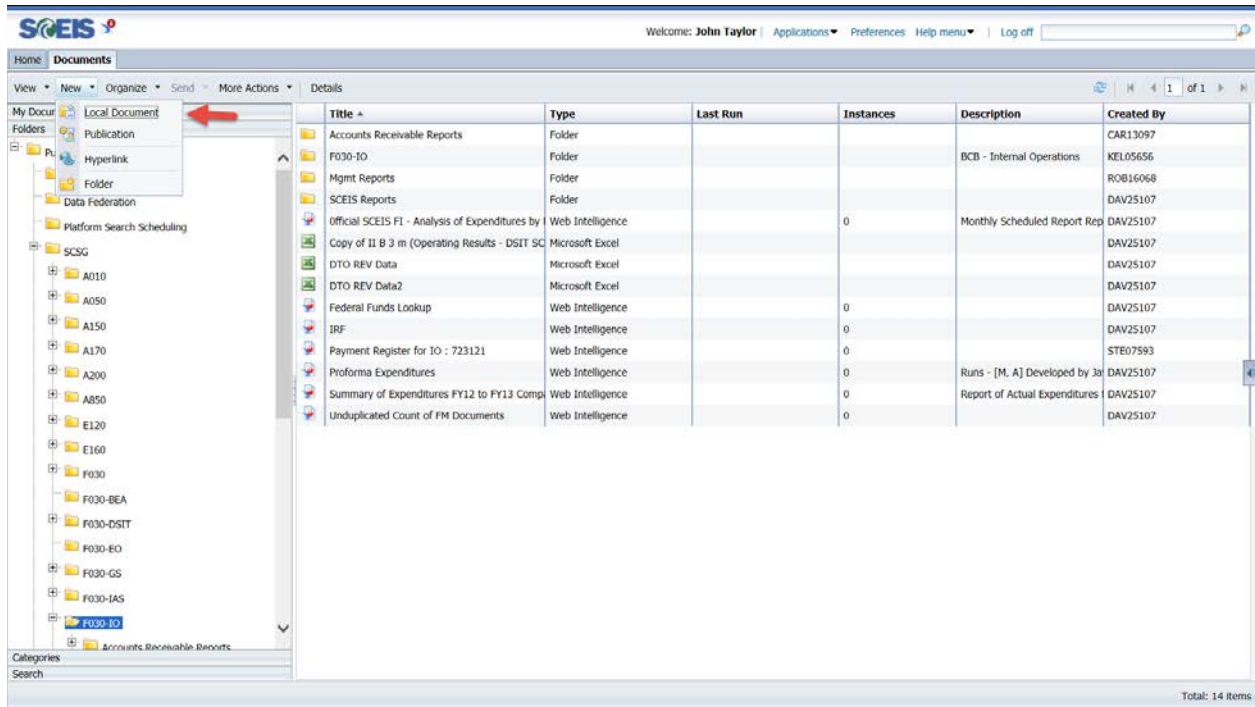 SCEIS
Welcome: John Taylor | Applications Preferences Help menu | Log off
Home Documents
View New Organize Send More Actions Details 1 of 1
My Docur
Local Document
Folders
Publication
Pu
Hyperlink
Folder
Data Federation
Platform Search Scheduling
SCSG
A010
A050
A150
A170
A200
A850
E120
E160
F030
F030-BEA
F030-DSIT
F030-EO
F030-GS
F030-IAS
F030-IO
Accounts Receivable Reports
Categories
Search
Title Type Last Run Instances Description Created By
Accounts Receivable Reports Folder CAR13097
F030-IO Folder BCB - Internal Operations KEL05656
Mgmt Reports Folder ROB16068
SCEIS Reports Folder DAV25107
Official SCEIS FI - Analysis of Expenditures by Web Intelligence 0 Monthly Scheduled Report Rep DAV25107
Copy of II B 3 m (Operating Results - DSIT SC Microsoft Excel DAV25107
DTO REV Data Microsoft Excel DAV25107
DTO REV Data2 Microsoft Excel DAV25107
Federal Funds Lookup Web Intelligence 0 DAV25107
IRF Web Intelligence 0 DAV25107
Payment Register for IO : 723121 Web Intelligence 0 STE07593
Proforma Expenditures Web Intelligence 0 Runs - [M, A] Developed by Ja DAV25107
Summary of Expenditures FY12 to FY13 Comp Web Intelligence 0 Report of Actual Expenditures DAV25107
Unduplicated Count of FM Documents Web Intelligence 0 DAV25107
Total: 14 items